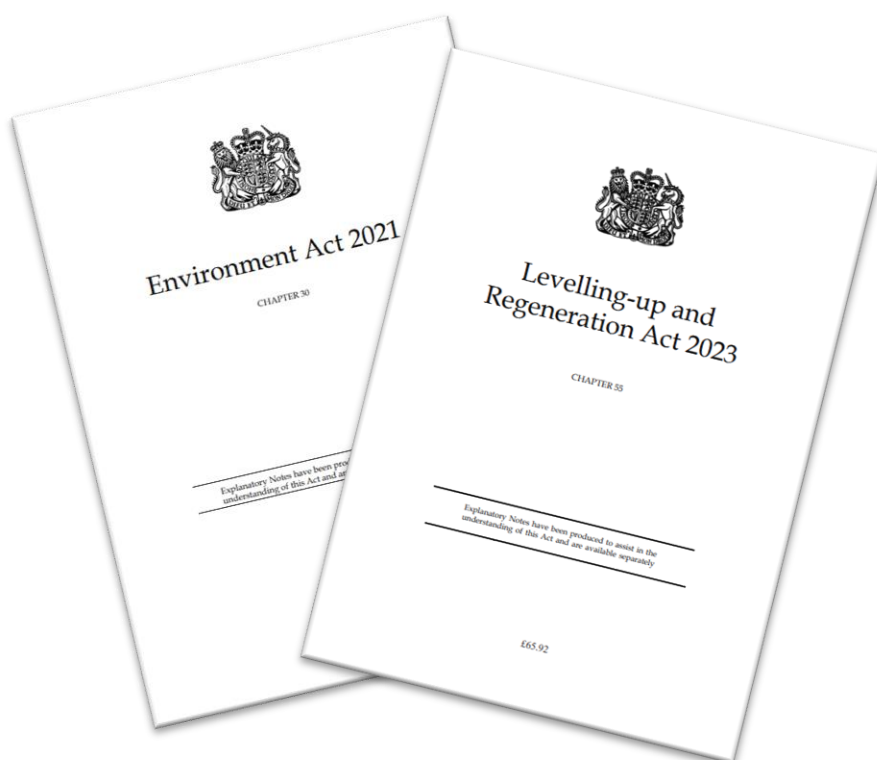 Environment Act 2021
CHAPTER 30
Explanatory Notes have been
understanding of this Act and
Levelling-up and
Regeneration Act 2023
CHAPTER 55
Explanatory Notes have been produced to assist in the
understanding of this Act and are available separately
£65.92